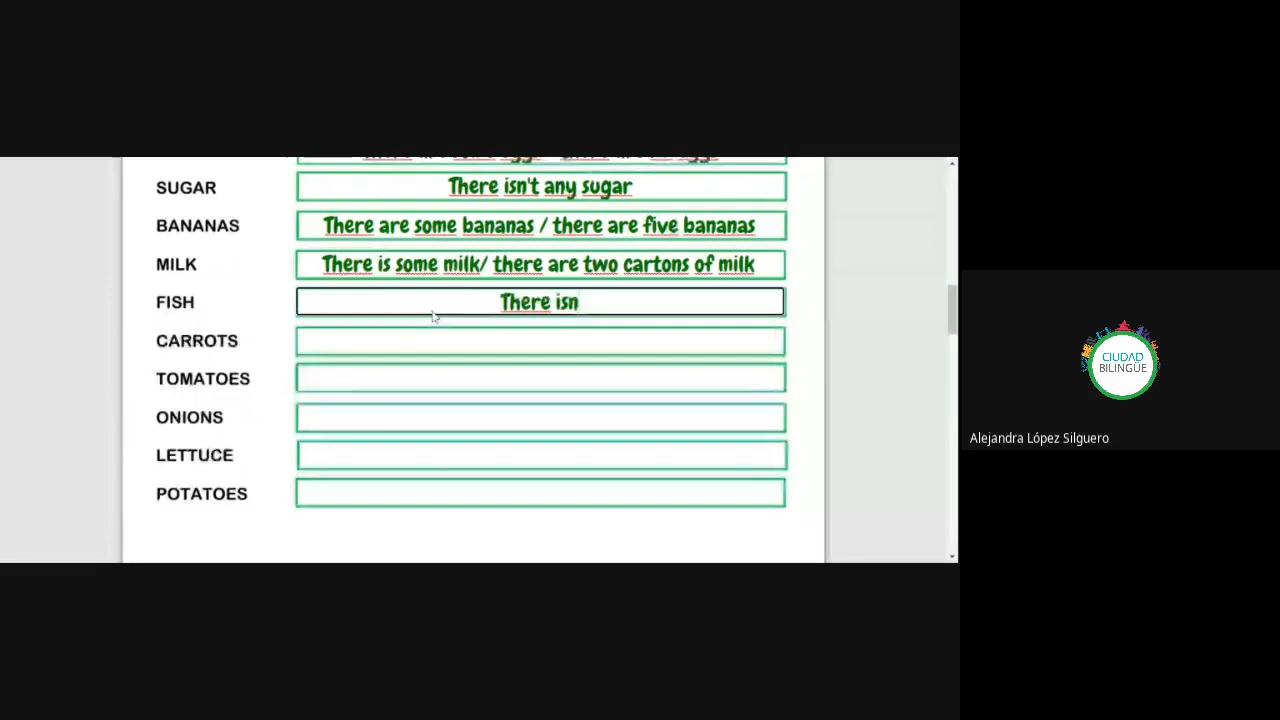 SUGAR There isn't any sugar
BANANAS There are some bananas / there are five bananas
MILK There is some milk/ there are two cartons of milk
FISH There isn
CARROTS
TOMATOES
ONIONS
LETTUCE
POTATOES
CIUDAD
BILINGÜE
Alejandra López Silguero